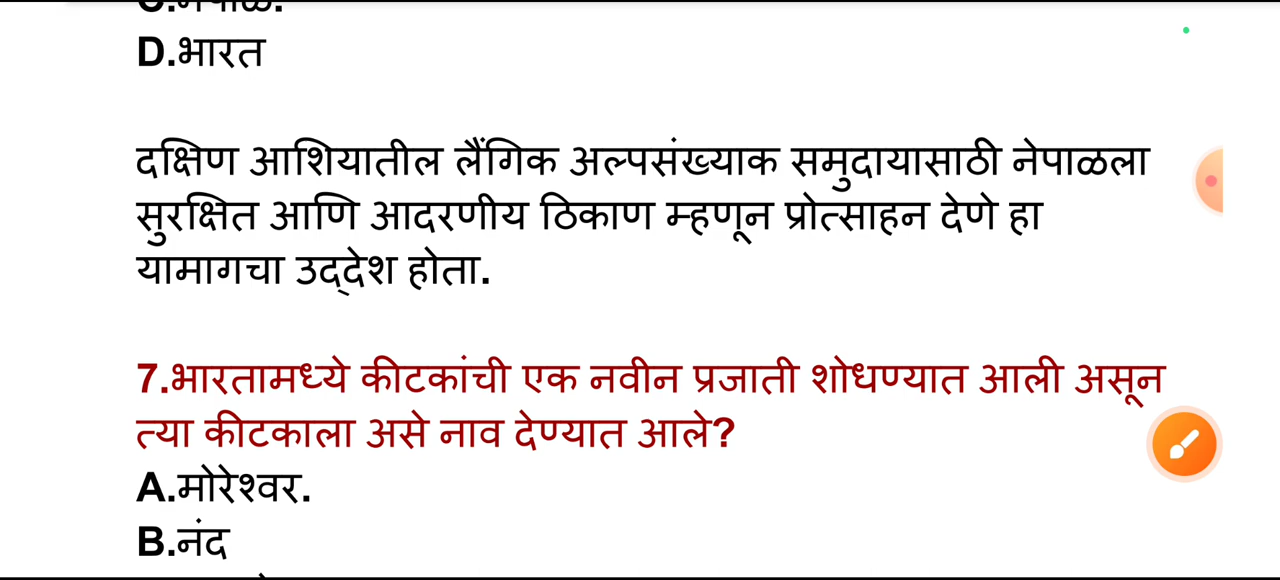 D.भारत
दक्षिण आशियातील लैंगिक अल्पसंख्याक समुदायासाठी नेपाळला
सुरक्षित आणि आदरणीय ठिकाण म्हणून प्रोत्साहन देणे हा
यामागचा उद्देश होता.
7.भारतामध्ये कीटकांची एक नवीन प्रजाती शोधण्यात आली असून
त्या कीटकाला असे नाव देण्यात आले?
A.मोरेश्वर.
B.नंद